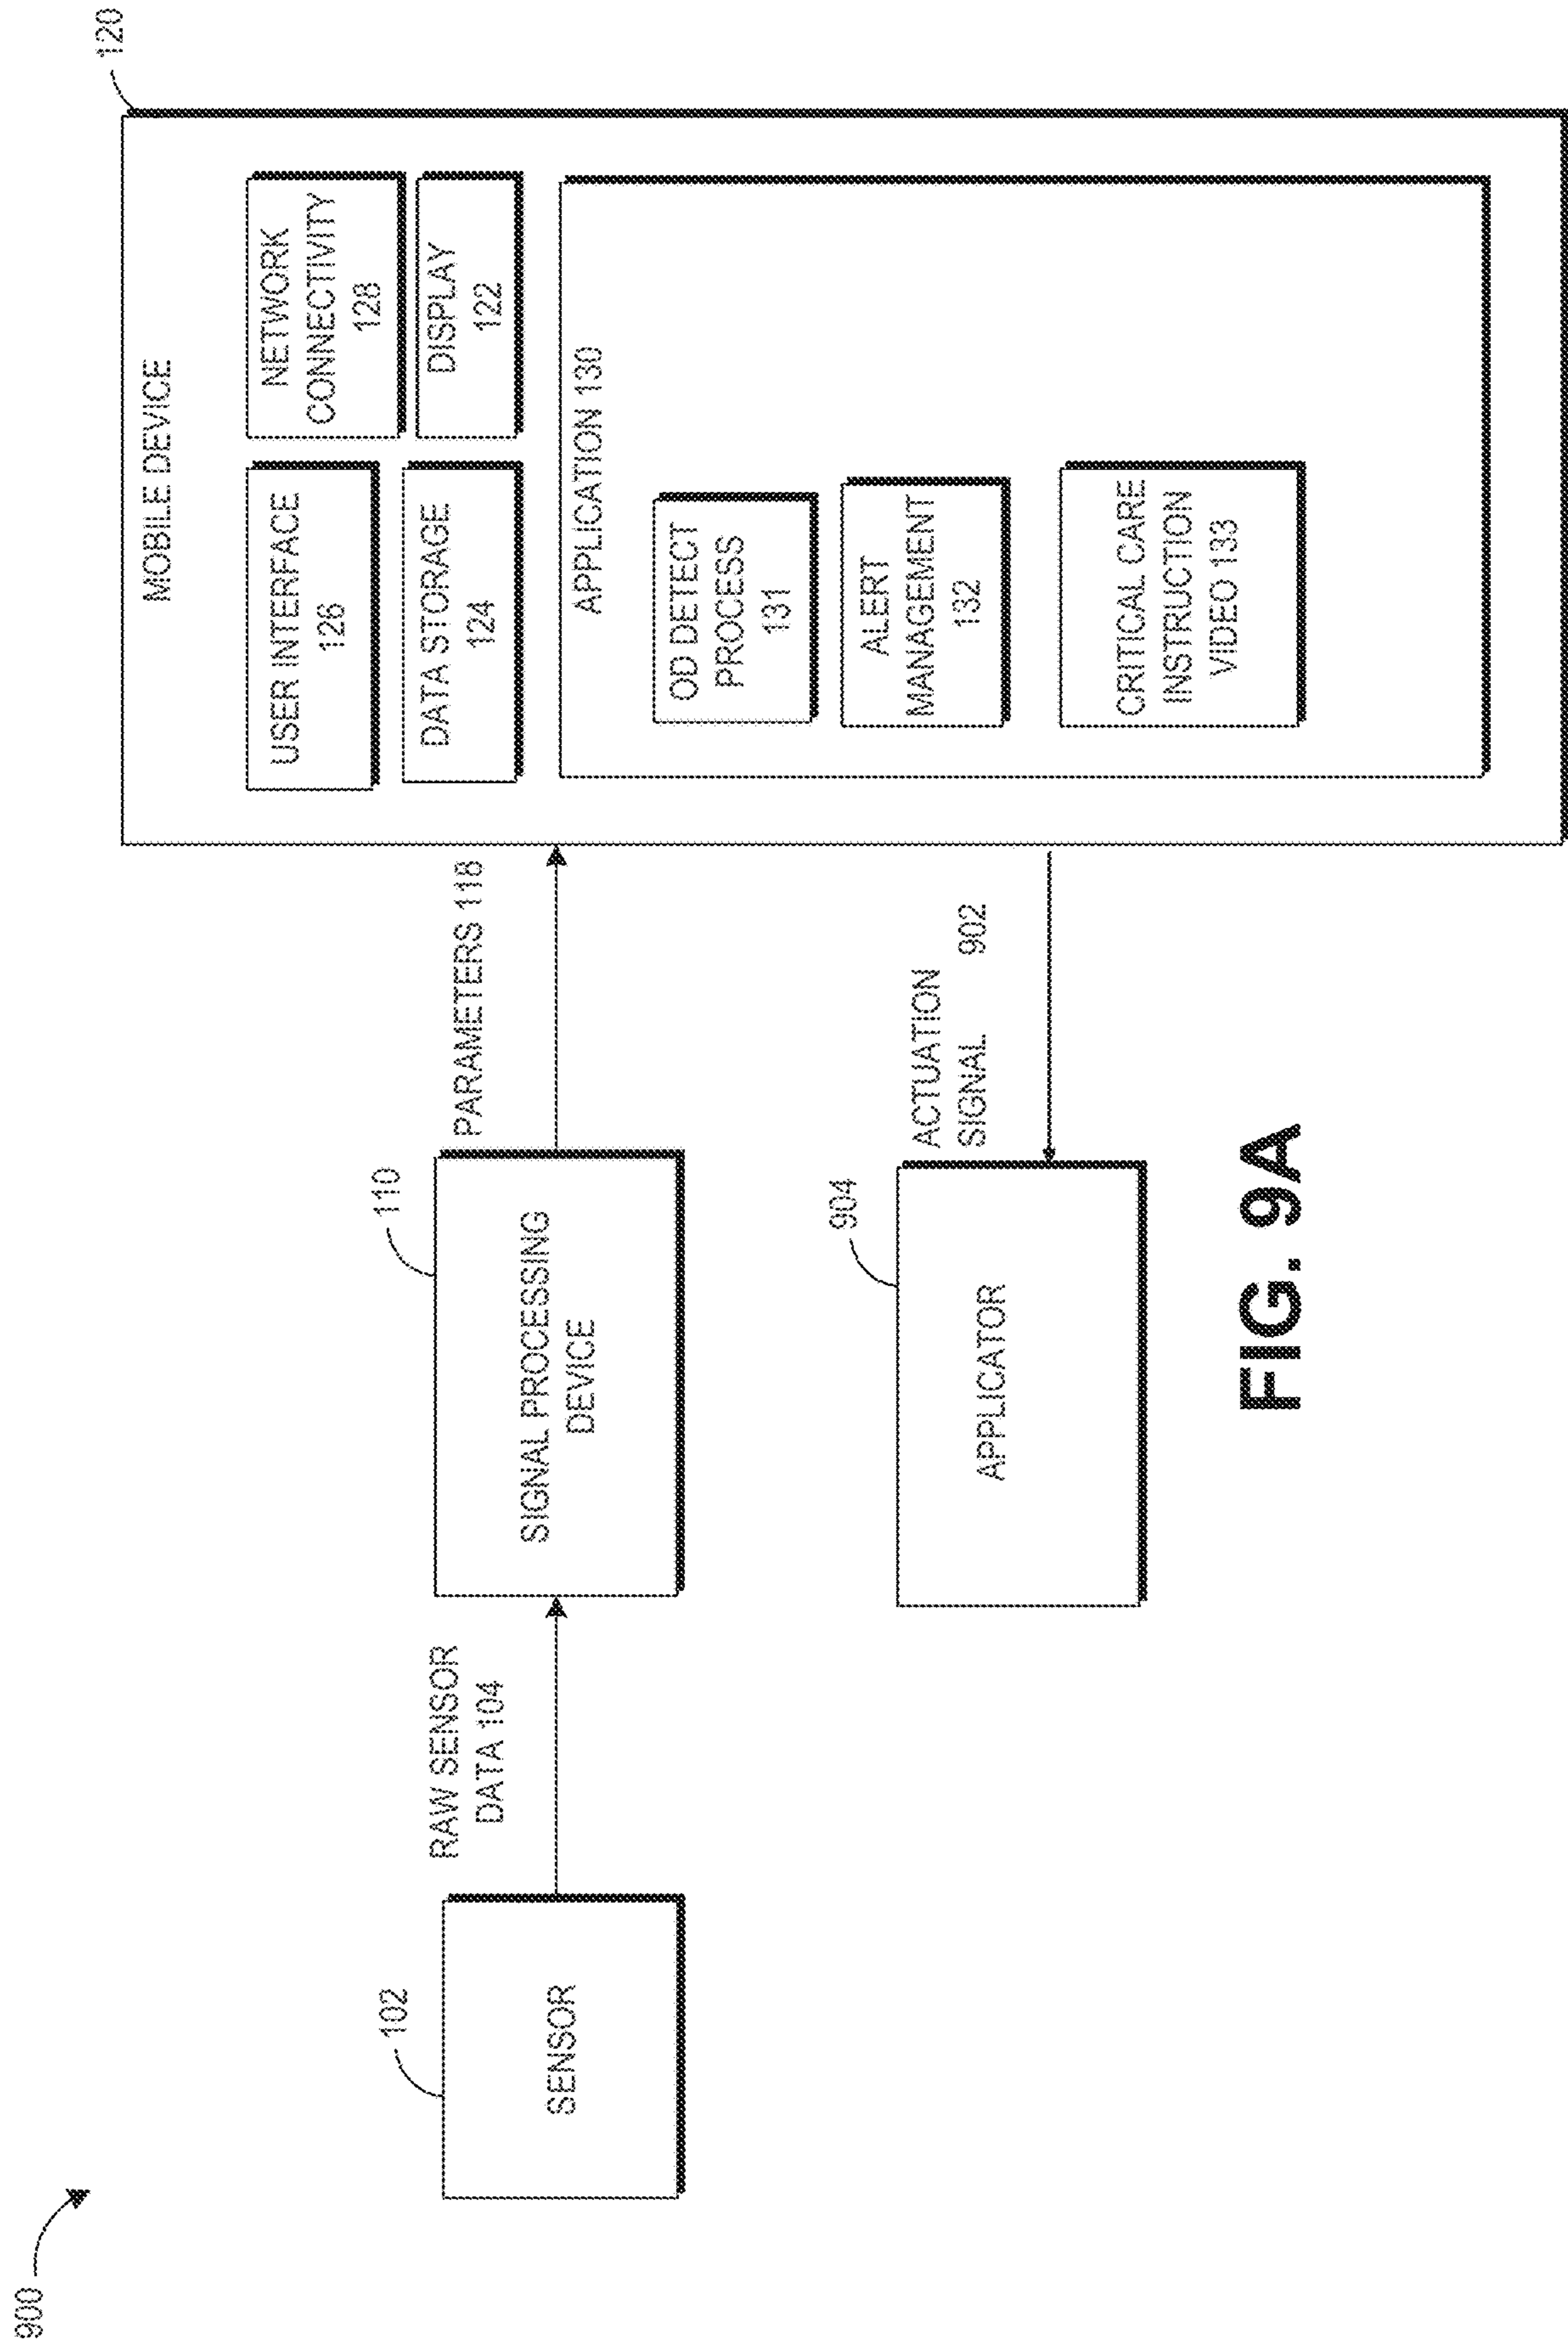 900
120
MOBILE DEVICE
USER INTERFACE
126
NETWORK
CONNECTIVITY
128
DATA STORAGE
124
DISPLAY
122
APPLICATION 130
OD DETECT
PROCESS
131
ALERT
MANAGEMENT
132
CRITICAL CARE
INSTRUCTION
VIDEO 133
102
SENSOR
RAW SENSOR
DATA 104
110
SIGNAL PROCESSING
DEVICE
PARAMETERS 118
904
APPLICATOR
ACTUATION
SIGNAL 902
FIG. 9A